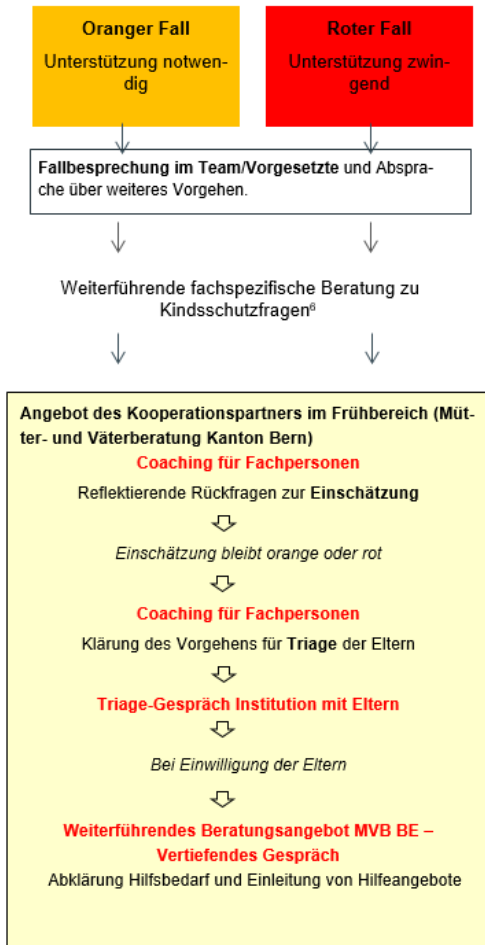 Oranger Fall
Unterstützung notwen-
dig
Roter Fall
Unterstützung zwin-
gend
Fallbesprechung im Team/Vorgesetzte und Abspra-
che über weiteres Vorgehen.
Weiterführende fachspezifische Beratung zu
Kindsschutzfragen⁶
Angebot des Kooperationspartners im Frühbereich (Müt-
ter- und Väterberatung Kanton Bern)
Coaching für Fachpersonen
Reflektierende Rückfragen zur Einschätzung
Einschätzung bleibt orange oder rot
Coaching für Fachpersonen
Klärung des Vorgehens für Triage der Eltern
Triage-Gespräch Institution mit Eltern
Bei Einwilligung der Eltern
Weiterführendes Beratungsangebot MVB BE –
Vertiefendes Gespräch
Abklärung Hilfsbedarf und Einleitung von Hilfeangebote